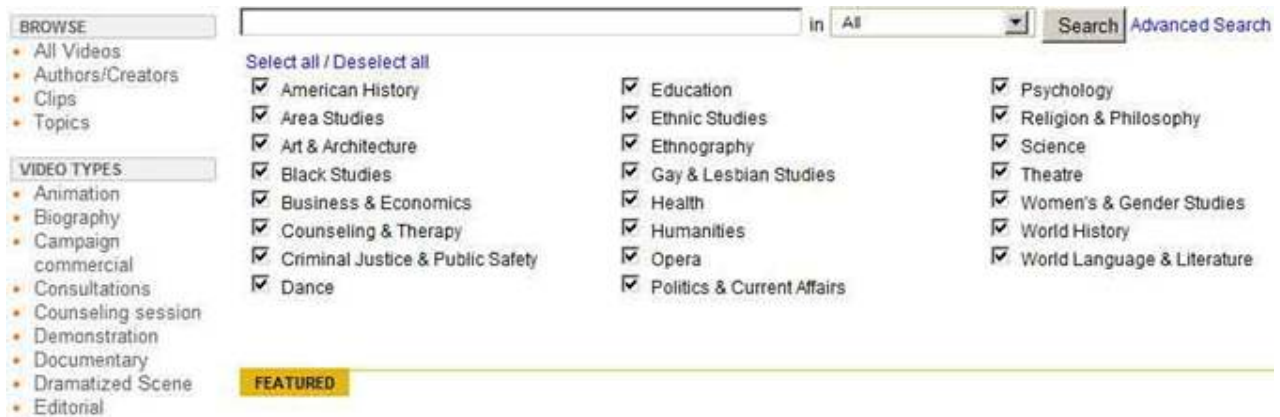 BROWSE
All Videos
Authors/Creators
Clips
Topics
VIDEO TYPES
Animation
Biography
Campaign
commercial
Consultations
Counseling session
Demonstration
Documentary
Dramatized Scene
Editorial
in All Search Advanced Search
Select all / Deselect all
American History
Area Studies
Art & Architecture
Black Studies
Business & Economics
Counseling & Therapy
Criminal Justice & Public Safety
Dance
Education
Ethnic Studies
Ethnography
Gay & Lesbian Studies
Health
Humanities
Opera
Politics & Current Affairs
Psychology
Religion & Philosophy
Science
Theatre
Women's & Gender Studies
World History
World Language & Literature
FEATURED